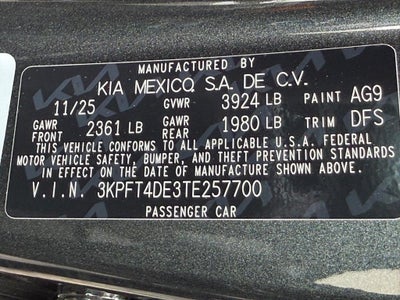 MANUFACTURED BY
KIA MEXICO S.A. DE C.V.
11/25 GVWR 3924 LB PAINT AG9
GAWR FRONT 2361 LB GAWR REAR 1980 LB TRIM DFS
THIS VEHICLE CONFORMS TO ALL APPLICABLE U.S.A. FEDERAL
MOTOR VEHICLE SAFETY, BUMPER, AND THEFT PREVENTION STANDARDS
IN EFFECT ON THE DATE OF MANUFACTURE SHOWN ABOVE.
V.I.N. 3KPFT4DE3TE257700
PASSENGER CAR